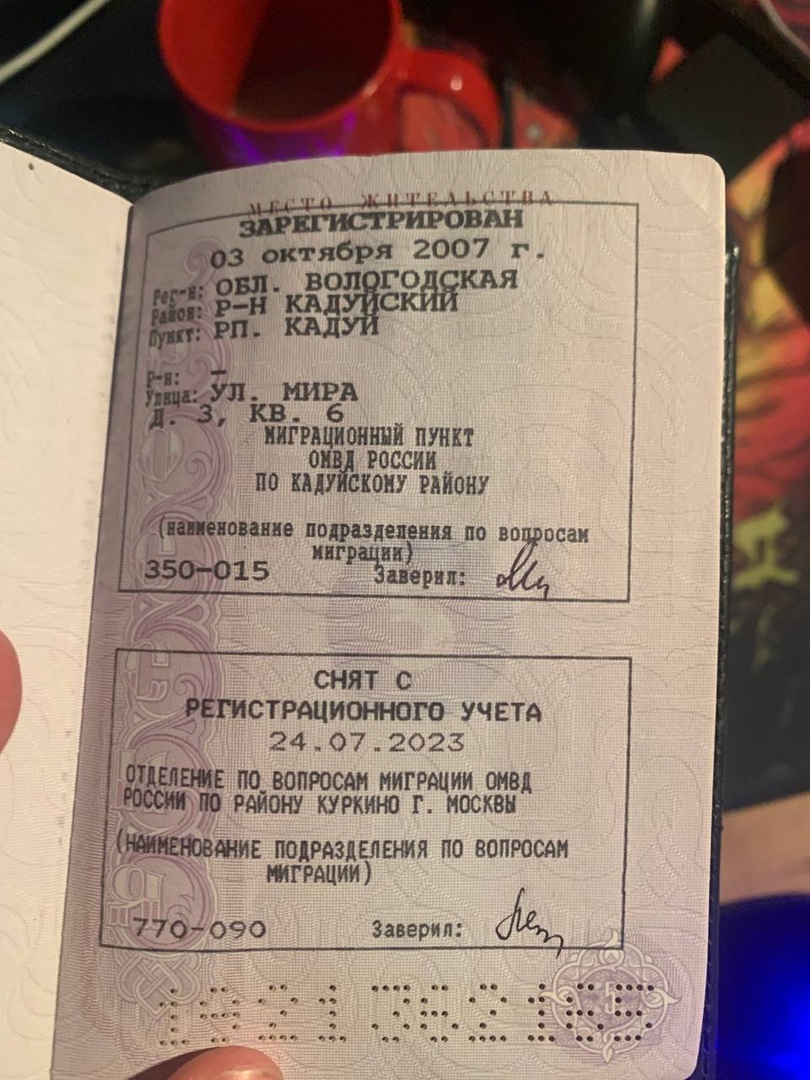 МЕСТО ЖИТЕЛЬСТВА
ЗАРЕГИСТРИРОВАН
03 октября 2007 г.
Рег-н: ОБЛ. ВОЛОГОДСКАЯ
Район: Р-Н КАДУЙСКИЙ
Пункт: РП. КАДУЙ
Р-н: –
Улица: УЛ. МИРА
Д. 3, КВ. 6
МИГРАЦИОННЫЙ ПУНКТ
ОМВД РОССИИ
ПО КАДУЙСКОМУ РАЙОНУ
(наименование подразделения по вопросам
миграции)
350-015 Заверил:
СНЯТ С
РЕГИСТРАЦИОННОГО УЧЕТА
24.07.2023
ОТДЕЛЕНИЕ ПО ВОПРОСАМ МИГРАЦИИ ОМВД
РОССИИ ПО РАЙОНУ КУРКИНО Г. МОСКВЫ
(НАИМЕНОВАНИЕ ПОДРАЗДЕЛЕНИЯ ПО ВОПРОСАМ
МИГРАЦИИ)
770-090 Заверил:
5